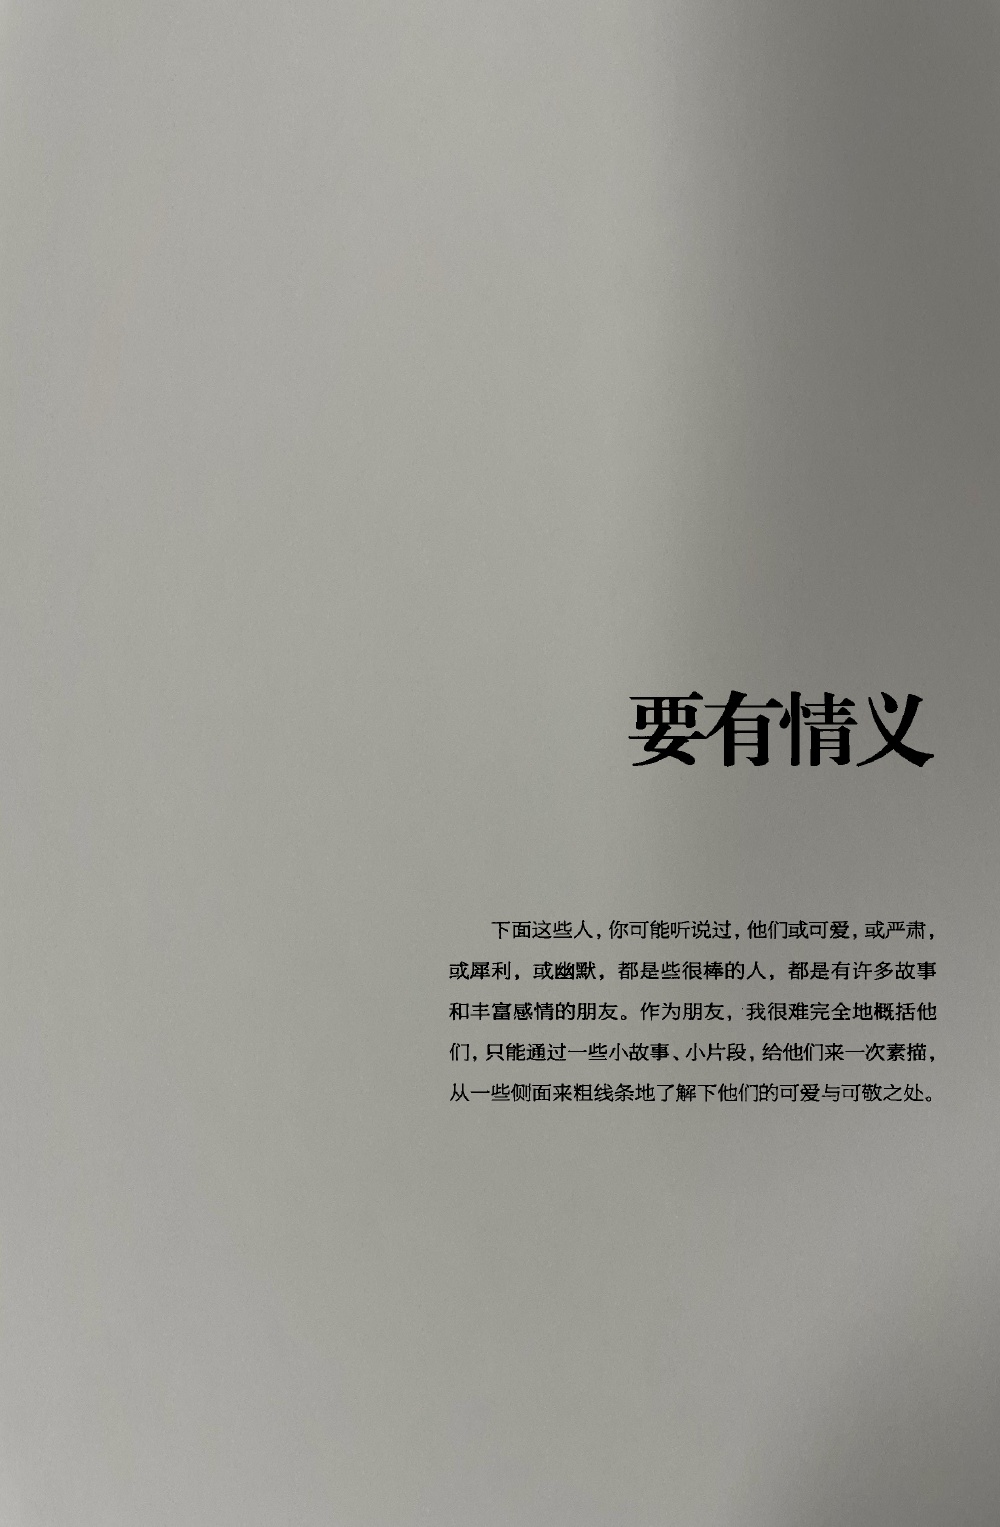 要有情义
下面这些人，你可能听说过，他们或可爱，或严肃，
或犀利，或幽默，都是些很棒的人，都是有许多故事
和丰富感情的朋友。作为朋友，我很难完全地概括他
们，只能通过一些小故事、小片段，给他们来一次素描，
从一些侧面来粗线条地了解下他们的可爱与可敬之处。